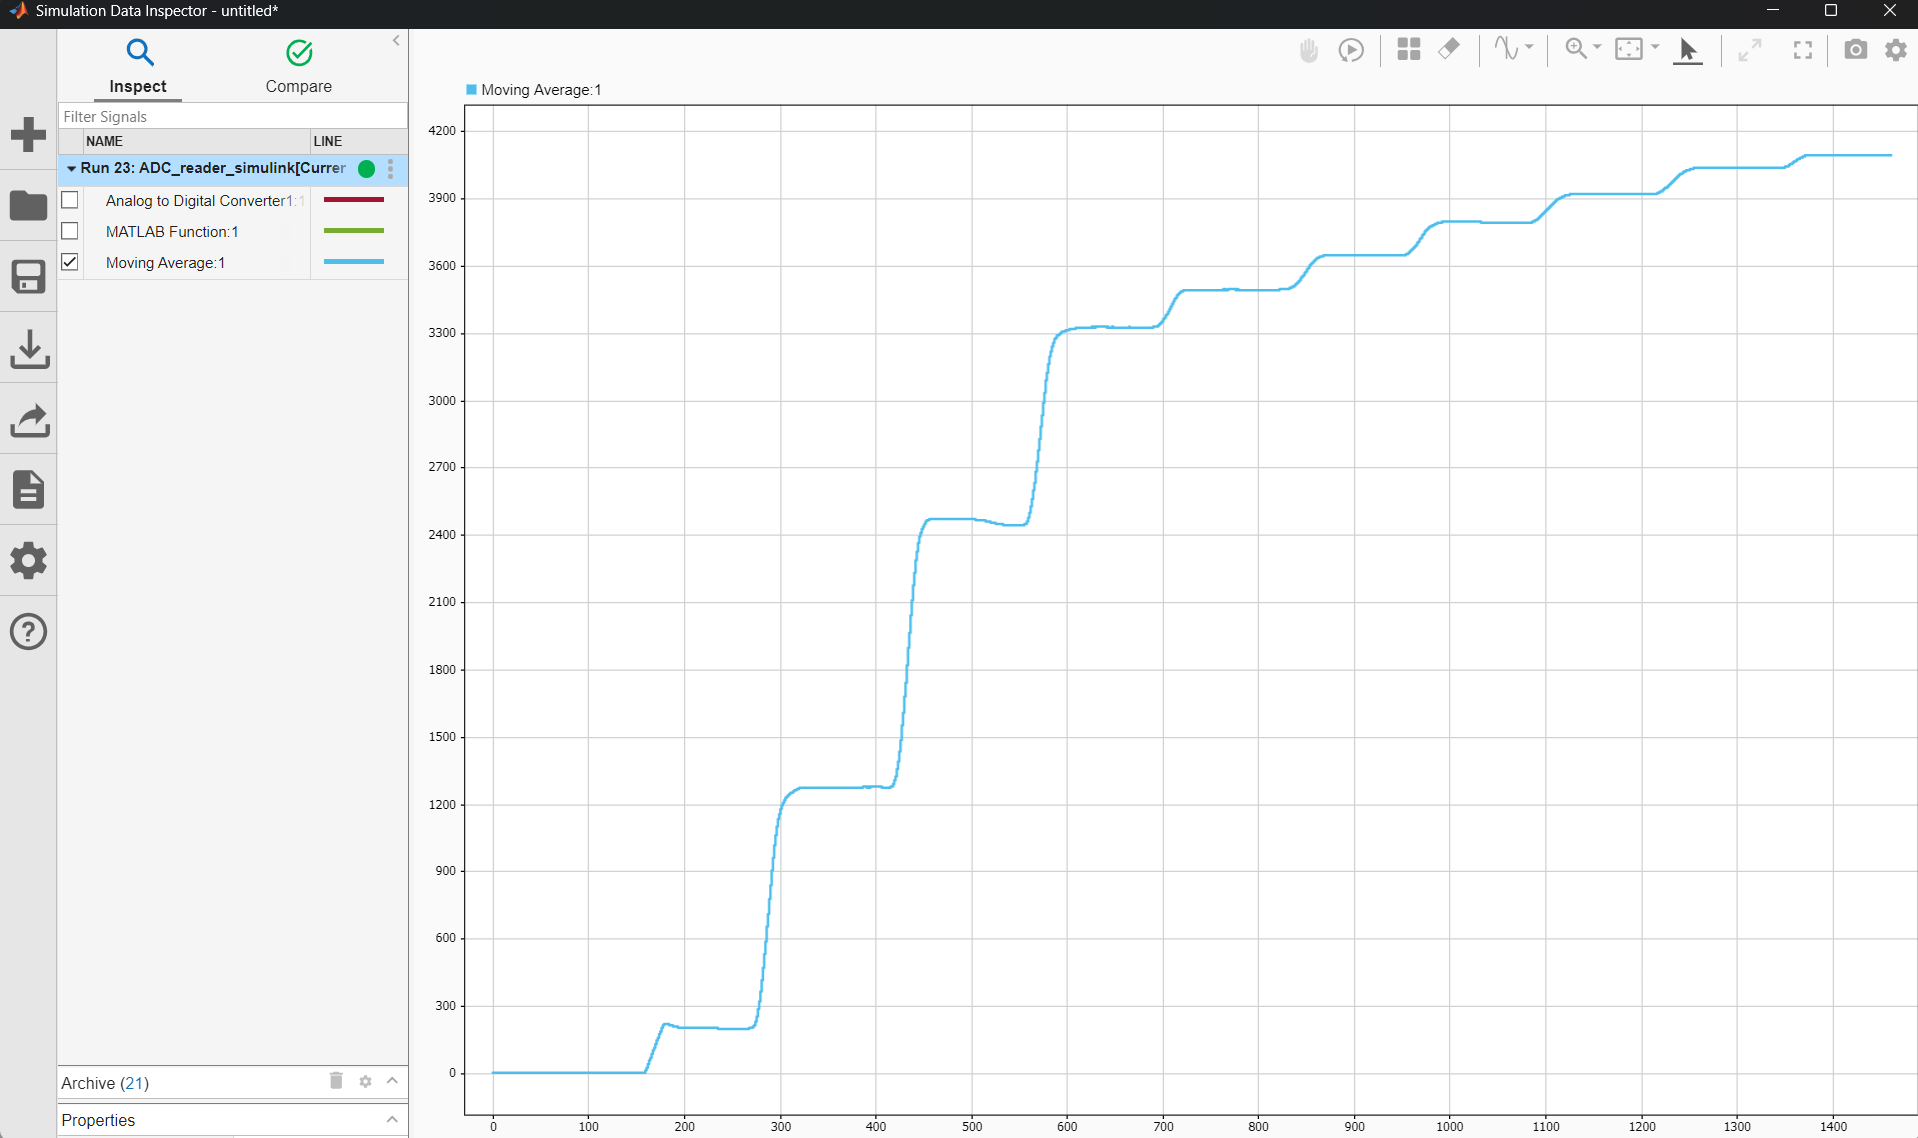 Simulation Data Inspector - untitled*
Inspect
Compare
Filter Signals
NAME LINE
Run 23: ADC_reader_simulink[Currer
Analog to Digital Converter1:1
MATLAB Function:1
Moving Average:1
Archive (21)
Properties
Moving Average:1
4200
3900
3600
3300
3000
2700
2400
2100
1800
1500
1200
900
600
300
0
0 100 200 300 400 500 600 700 800 900 1000 1100 1200 1300 1400